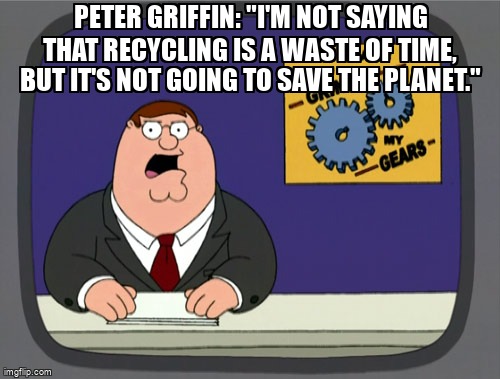 PETER GRIFFIN: "I'M NOT SAYING
THAT RECYCLING IS A WASTE OF TIME,
BUT IT'S NOT GOING TO SAVE THE PLANET."
MY
GEARS
imgflip.com